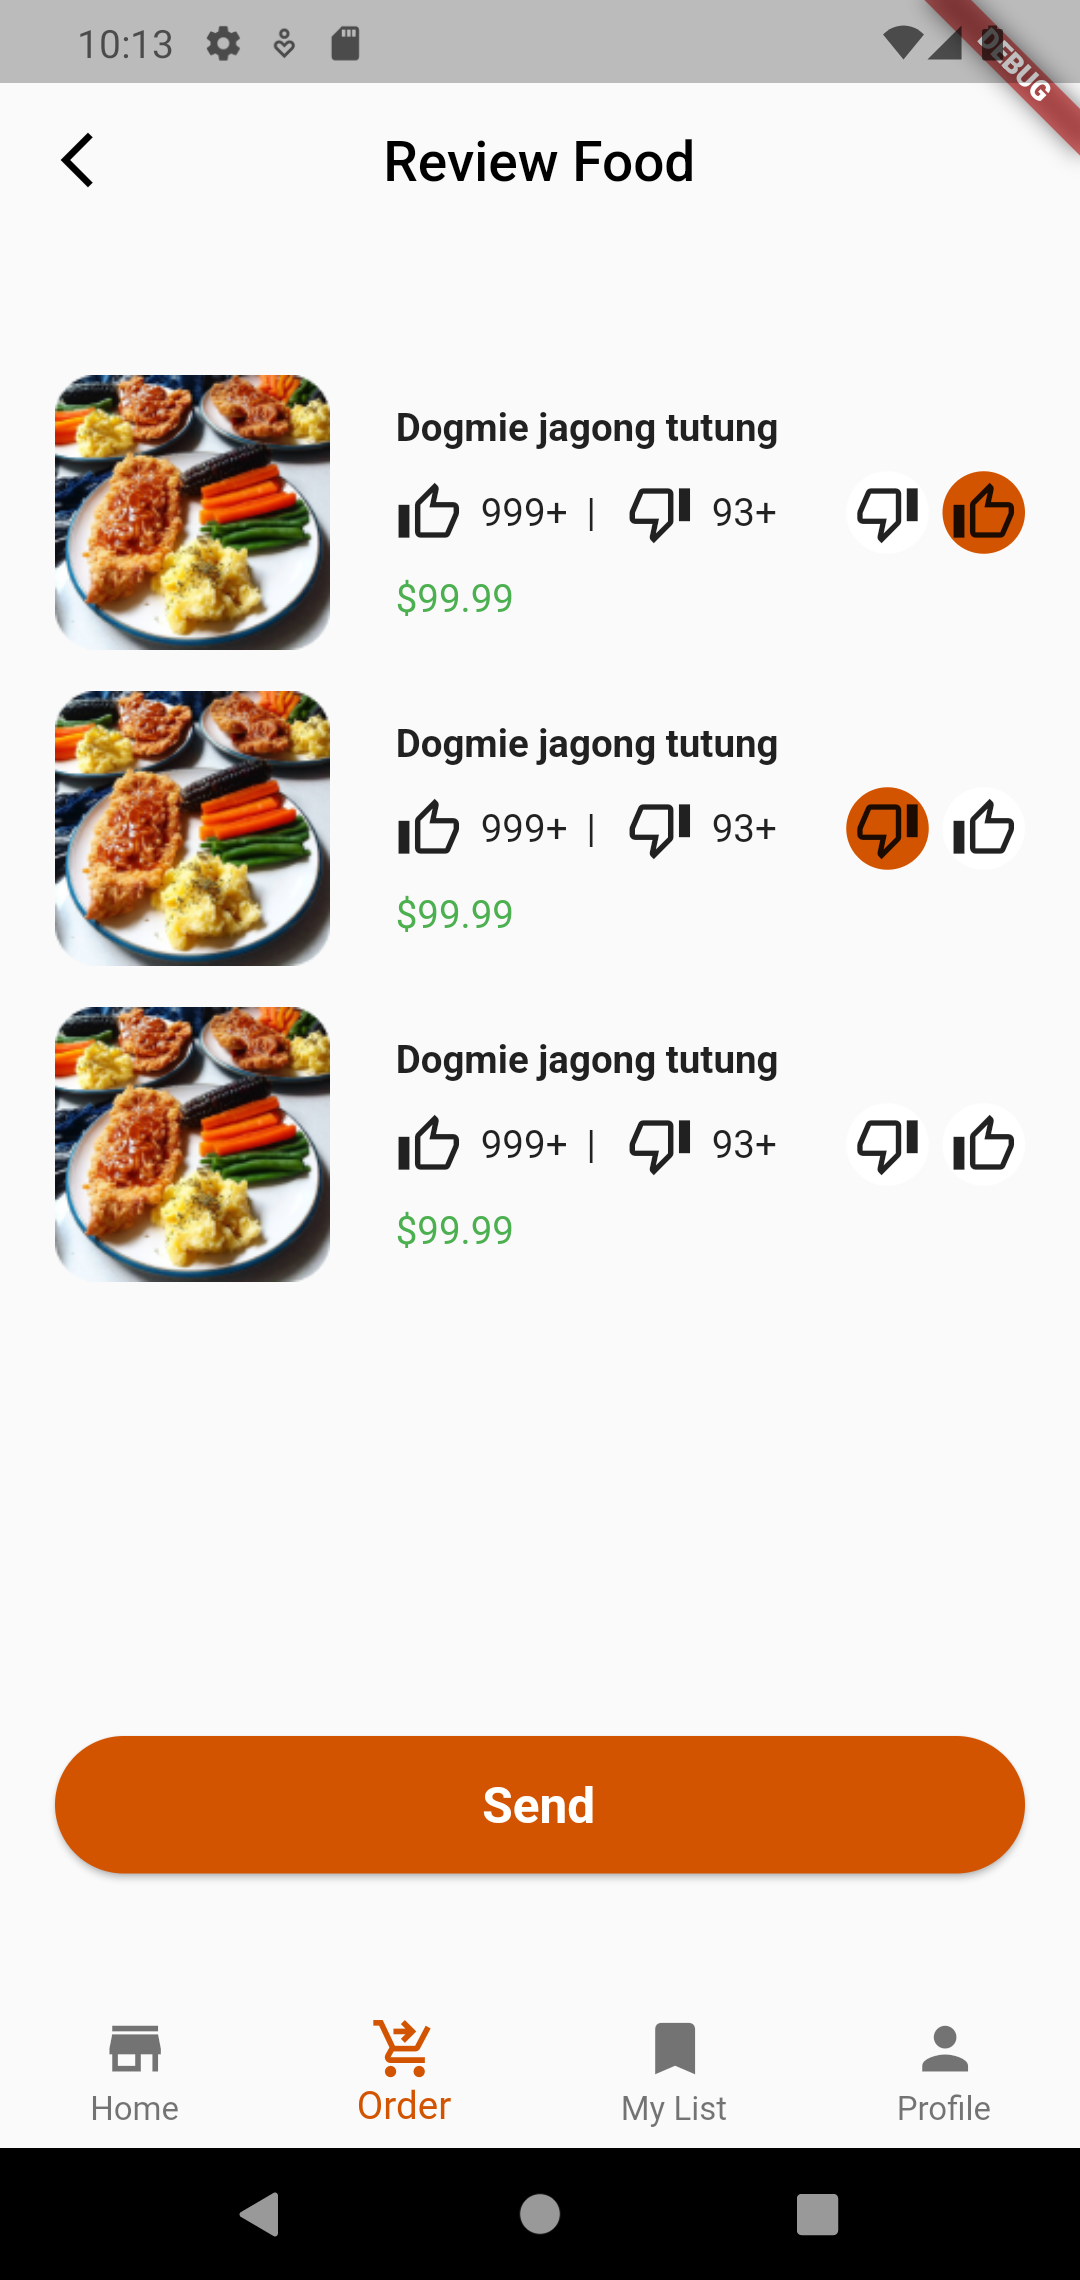 10:13
DEBUG
Review Food
Dogmie jagong tutung
999+ | 93+
$99.99
Dogmie jagong tutung
999+ | 93+
$99.99
Dogmie jagong tutung
999+ | 93+
$99.99
Send
Home Order My List Profile